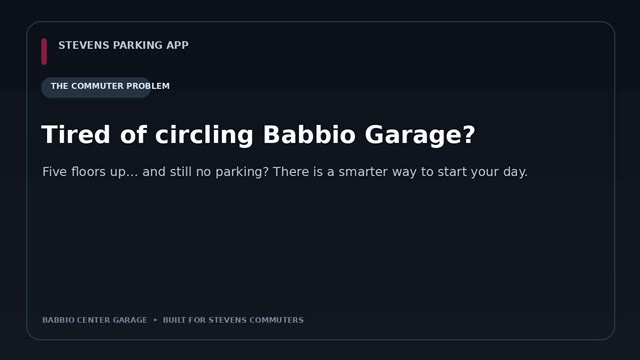 STEVENS PARKING APP
THE COMMUTER PROBLEM
Tired of circling Babbio Garage?
Five floors up... and still no parking? There is a smarter way to start your day.
BABBIO CENTER GARAGE • BUILT FOR STEVENS COMMUTERS